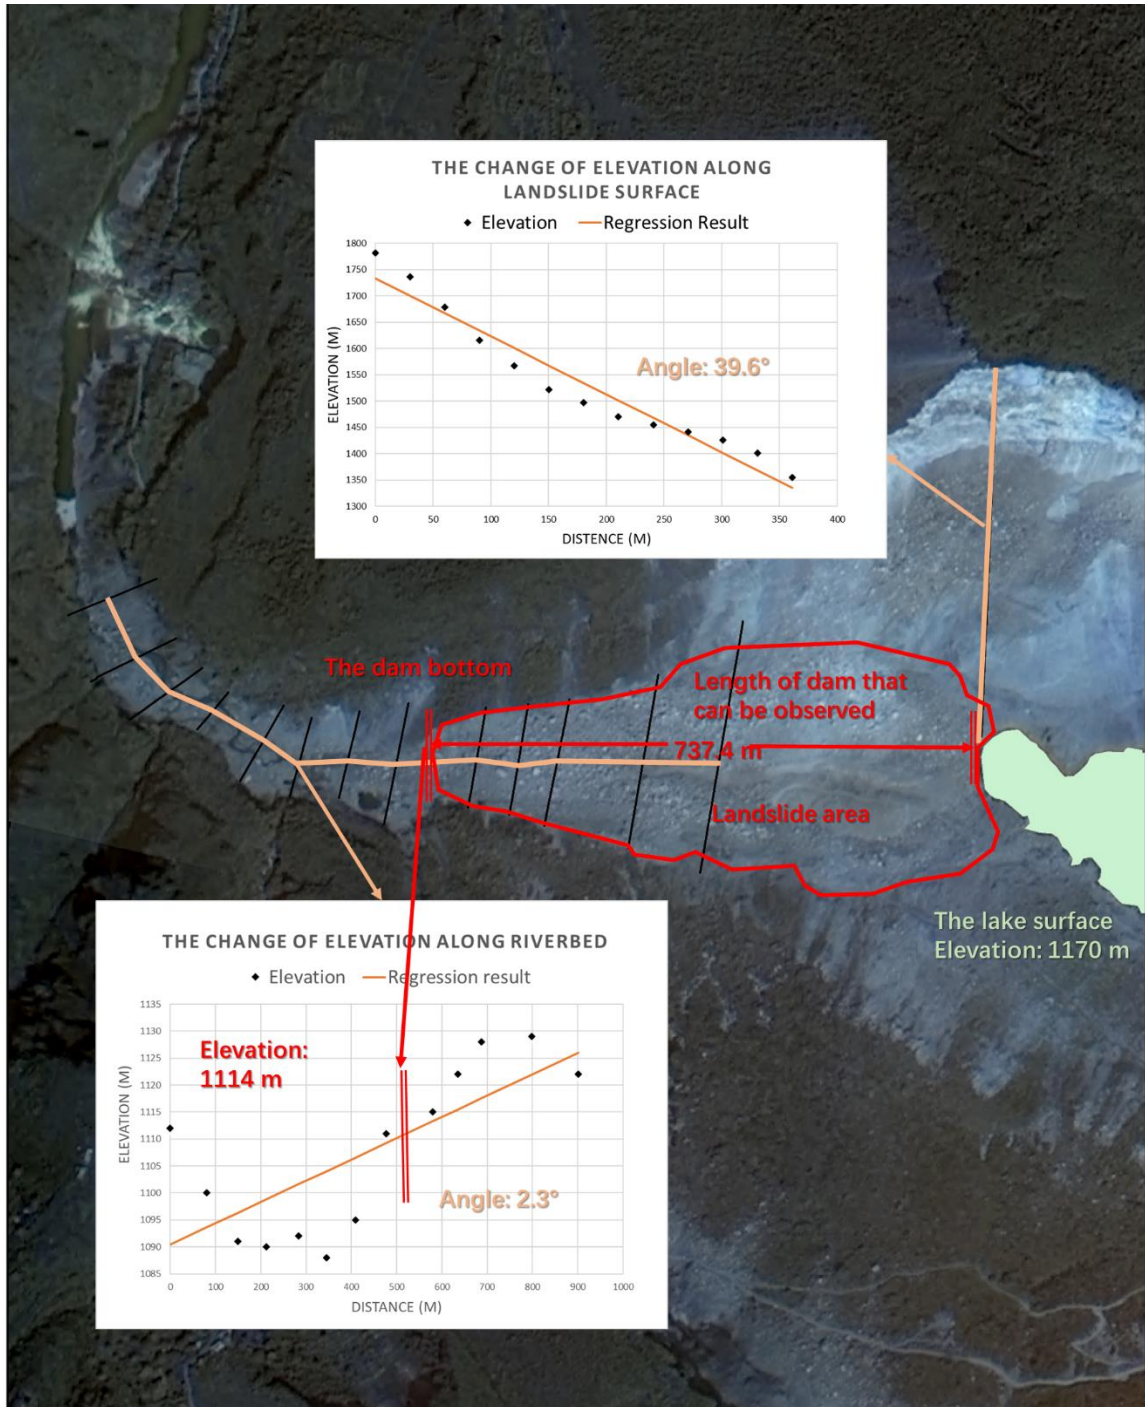 THE CHANGE OF ELEVATION ALONG
LANDSLIDE SURFACE
Elevation Regression Result
1800
1750
1700
1650
1600
1550
1500
1450
1400
1350
1300
ELEVATION (M)
Angle: 39.6°
0 50 100 150 200 250 300 350 400
DISTENCE (M)
The dam bottom
Length of dam that
can be observed
737.4 m
Landslide area
The lake surface
Elevation: 1170 m
THE CHANGE OF ELEVATION ALONG RIVERBED
Elevation Regression result
1135
1130
1125
1120
1115
1110
1105
1100
1095
1090
1085
ELEVATION (M)
Elevation:
1114 m
Angle: 2.3°
0 100 200 300 400 500 600 700 800 900 1000
DISTANCE (M)